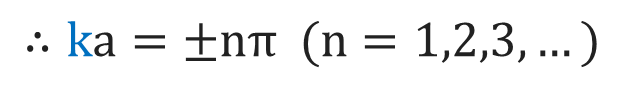 ∴ ka = ±nπ (n = 1,2,3, ... )